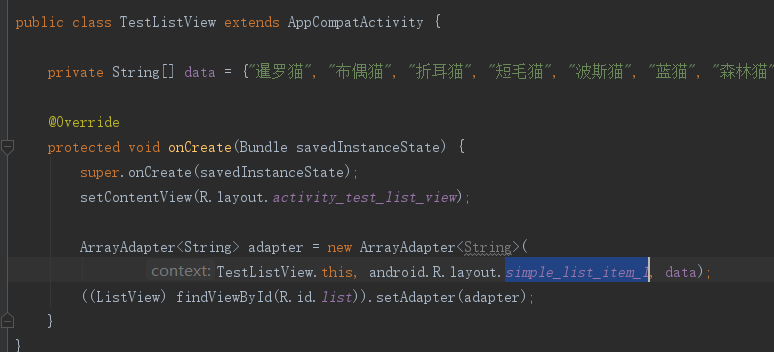 public class TestListView extends AppCompatActivity {
private String[] data = {"暹罗猫", "布偶猫", "折耳猫", "短毛猫", "波斯猫", "蓝猫", "森林猫"
@Override
protected void onCreate(Bundle savedInstanceState) {
super.onCreate(savedInstanceState);
setContentView(R.layout.activity_test_list_view);
ArrayAdapter<String> adapter = new ArrayAdapter<String>(
context: TestListView.this, android.R.layout.simple_list_item_1, data);
((ListView) findViewById(R.id.list)).setAdapter(adapter);
}
}